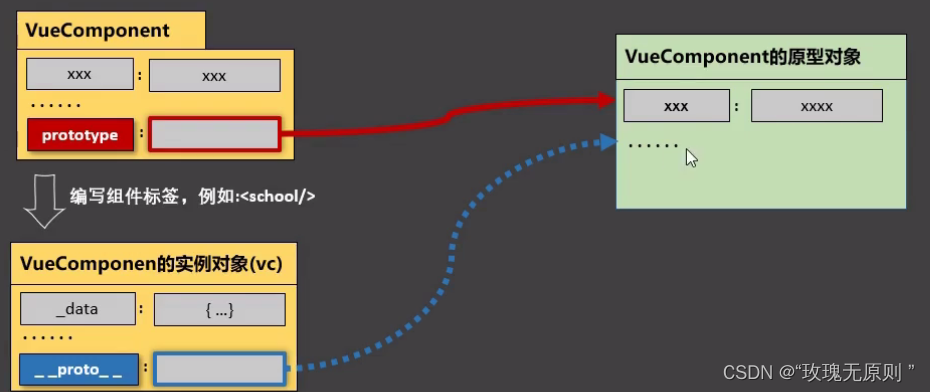 VueComponent
xxx : xxx
······
prototype :
编写组件标签，例如:<school/>
VueComponen的实例对象(vc)
_data : { ...}
······
_ _proto_ _ :
VueComponent的原型对象
xxx : xxxx
······
CSDN @“玫瑰无原则 ”